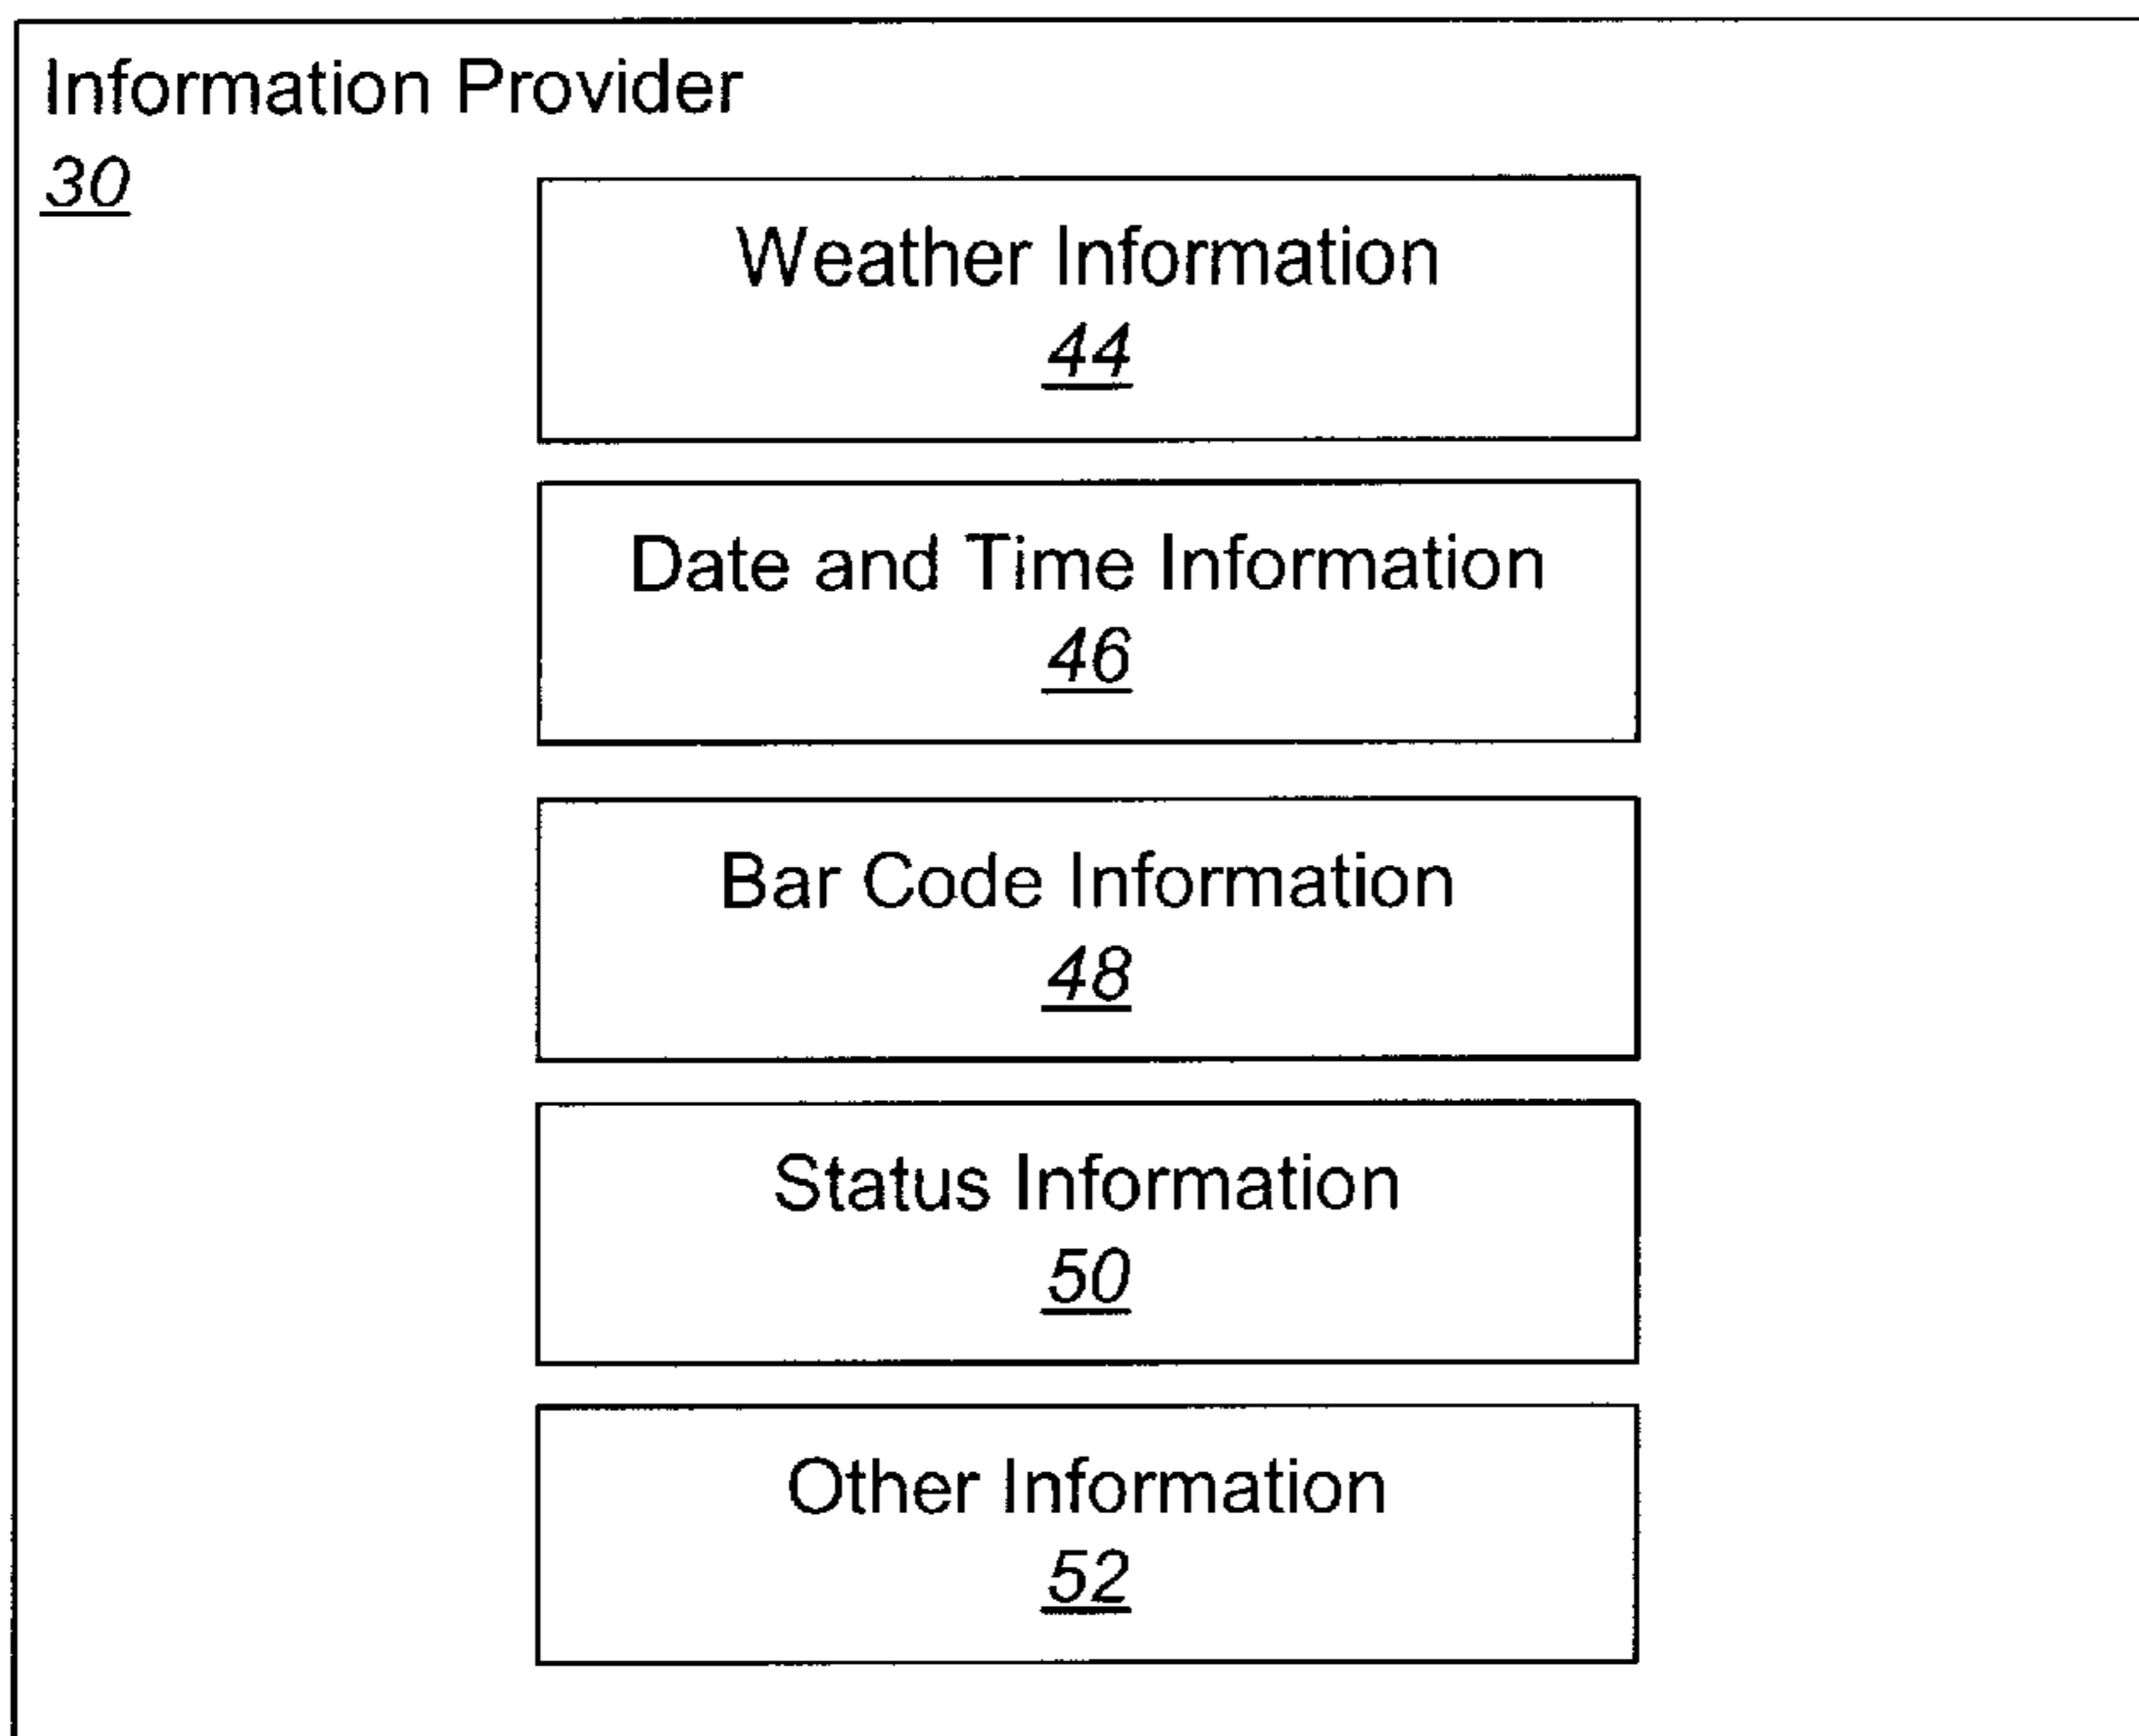 Information Provider
30
Weather Information
44
Date and Time Information
46
Bar Code Information
48
Status Information
50
Other Information
52